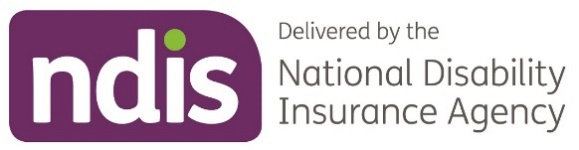 ndis
Delivered by the
National Disability
Insurance Agency